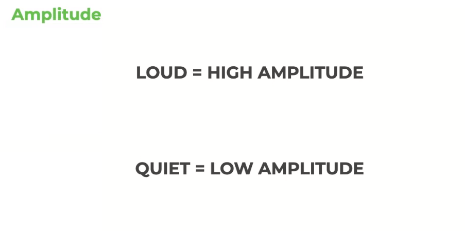 Amplitude
LOUD = HIGH AMPLITUDE
QUIET = LOW AMPLITUDE